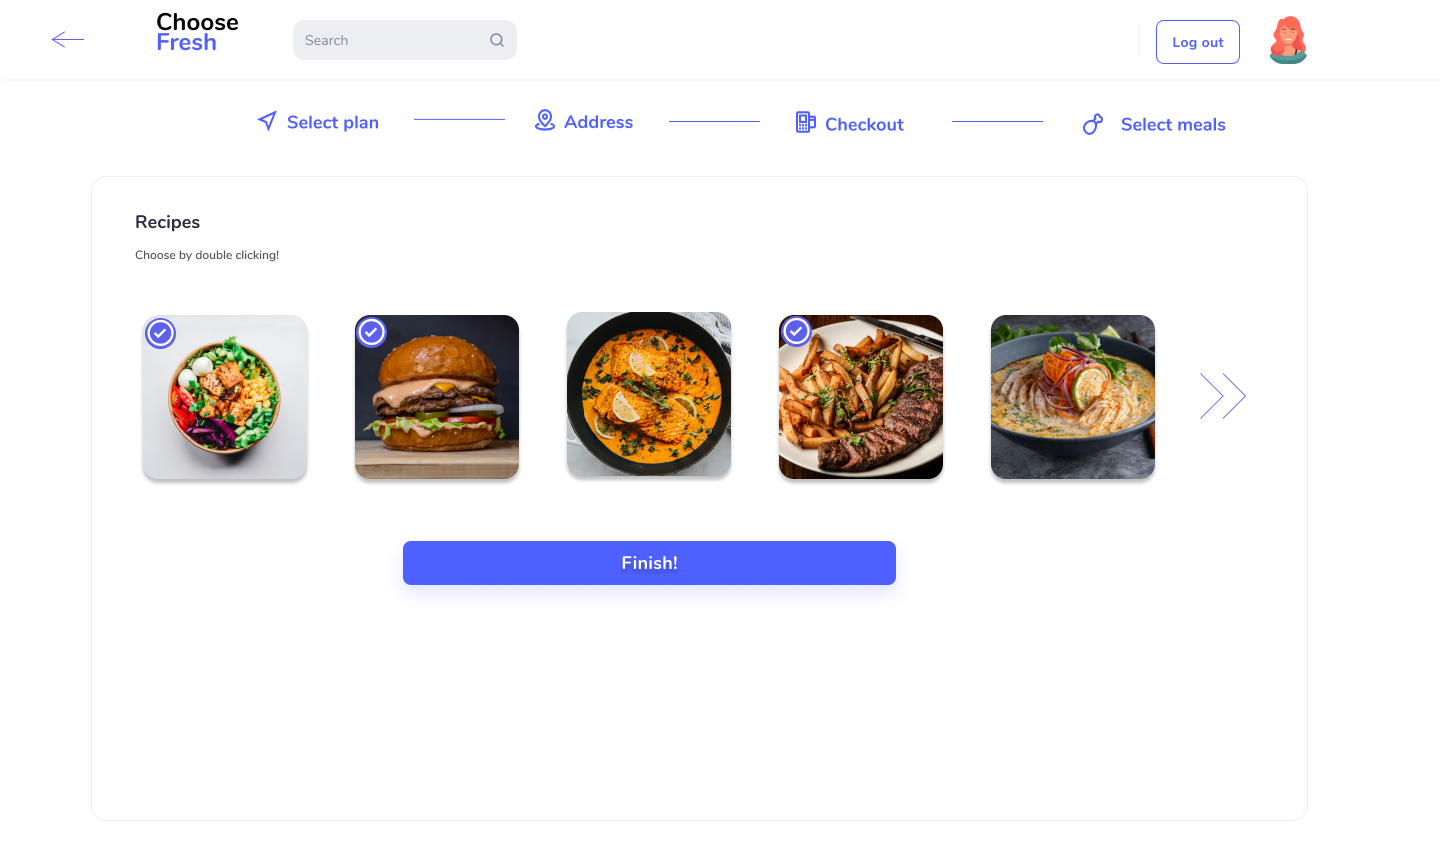 Choose
Fresh
Search
Log out
Select plan
Address
Checkout
Select meals
Recipes
Choose by double clicking!
Finish!